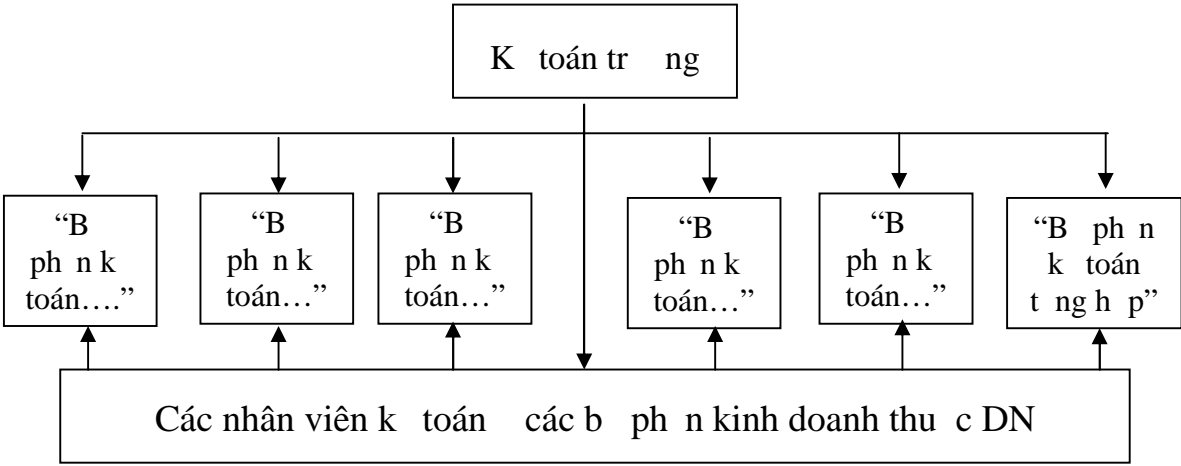 K toán tr ng
“B
ph n k
toán….”
“B
ph n k
toán…”
“B
ph n k
toán…”
“B
ph n k
toán…”
“B
ph n k
toán…”
“B ph n
k toán
t ng h p”
Các nhân viên k toán các b ph n kinh doanh thu c DN